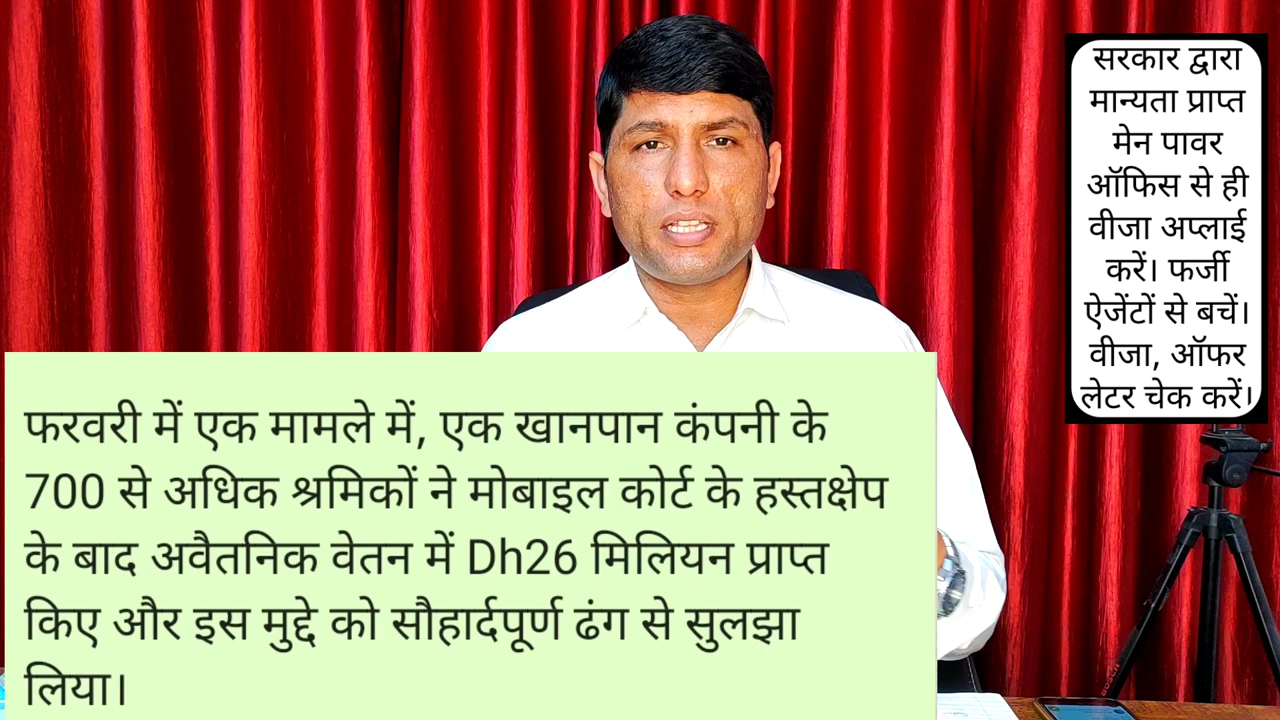 सरकार द्वारा
मान्यता प्राप्त
मेन पावर
ऑफिस से ही
वीजा अप्लाई
करें। फर्जी
ऐजेंटों से बचें।
वीजा, ऑफर
लेटर चेक करें।
फरवरी में एक मामले में, एक खानपान कंपनी के
700 से अधिक श्रमिकों ने मोबाइल कोर्ट के हस्तक्षेप
के बाद अवैतनिक वेतन में Dh26 मिलियन प्राप्त
किए और इस मुद्दे को सौहार्दपूर्ण ढंग से सुलझा
लिया।